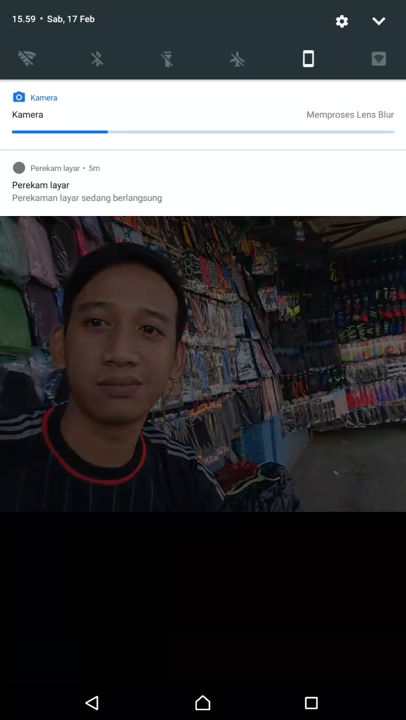 15.59 • Sab, 17 Feb
Kamera
Kamera
Memproses Lens Blur
Perekam layar • 5m
Perekam layar
Perekaman layar sedang berlangsung